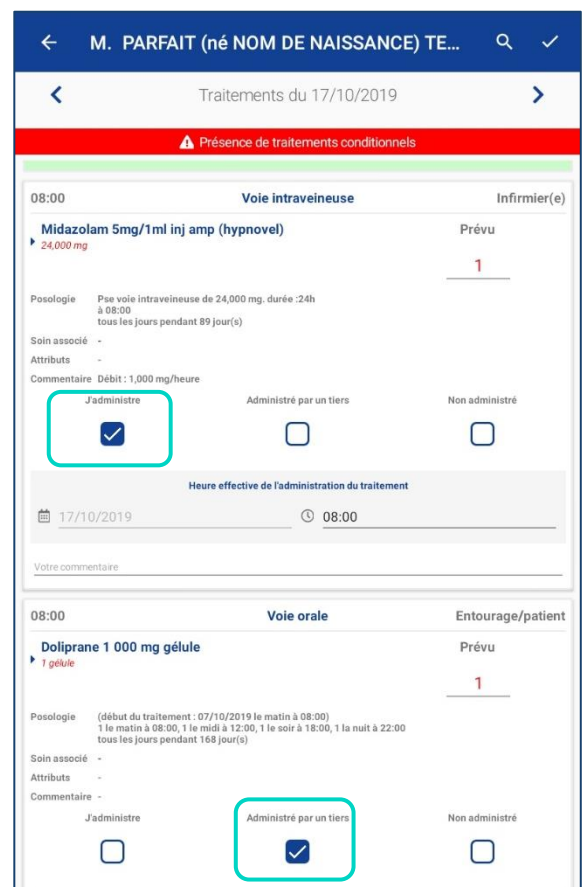 M. PARFAIT (né NOM DE NAISSANCE) TE...
Traitements du 17/10/2019
Présence de traitements conditionnels
08:00 Voie intraveineuse Infirmier(e)
Midazolam 5mg/1ml inj amp (hypnovel) Prévu
24,000 mg
1
Posologie Pse voie intraveineuse de 24,000 mg. durée :24h
à 08:00
tous les jours pendant 89 jour(s)
Soin associé -
Attributs -
Commentaire Débit : 1,000 mg/heure
J'administre Administré par un tiers Non administré
Heure effective de l'administration du traitement
17/10/2019 08:00
Votre commentaire
08:00 Voie orale Entourage/patient
Doliprane 1 000 mg gélule Prévu
1 gélule
1
Posologie (début du traitement : 07/10/2019 le matin à 08:00)
1 le matin à 08:00, 1 le midi à 12:00, 1 le soir à 18:00, 1 la nuit à 22:00
tous les jours pendant 168 jour(s)
Soin associé -
Attributs -
Commentaire -
J'administre Administré par un tiers Non administré